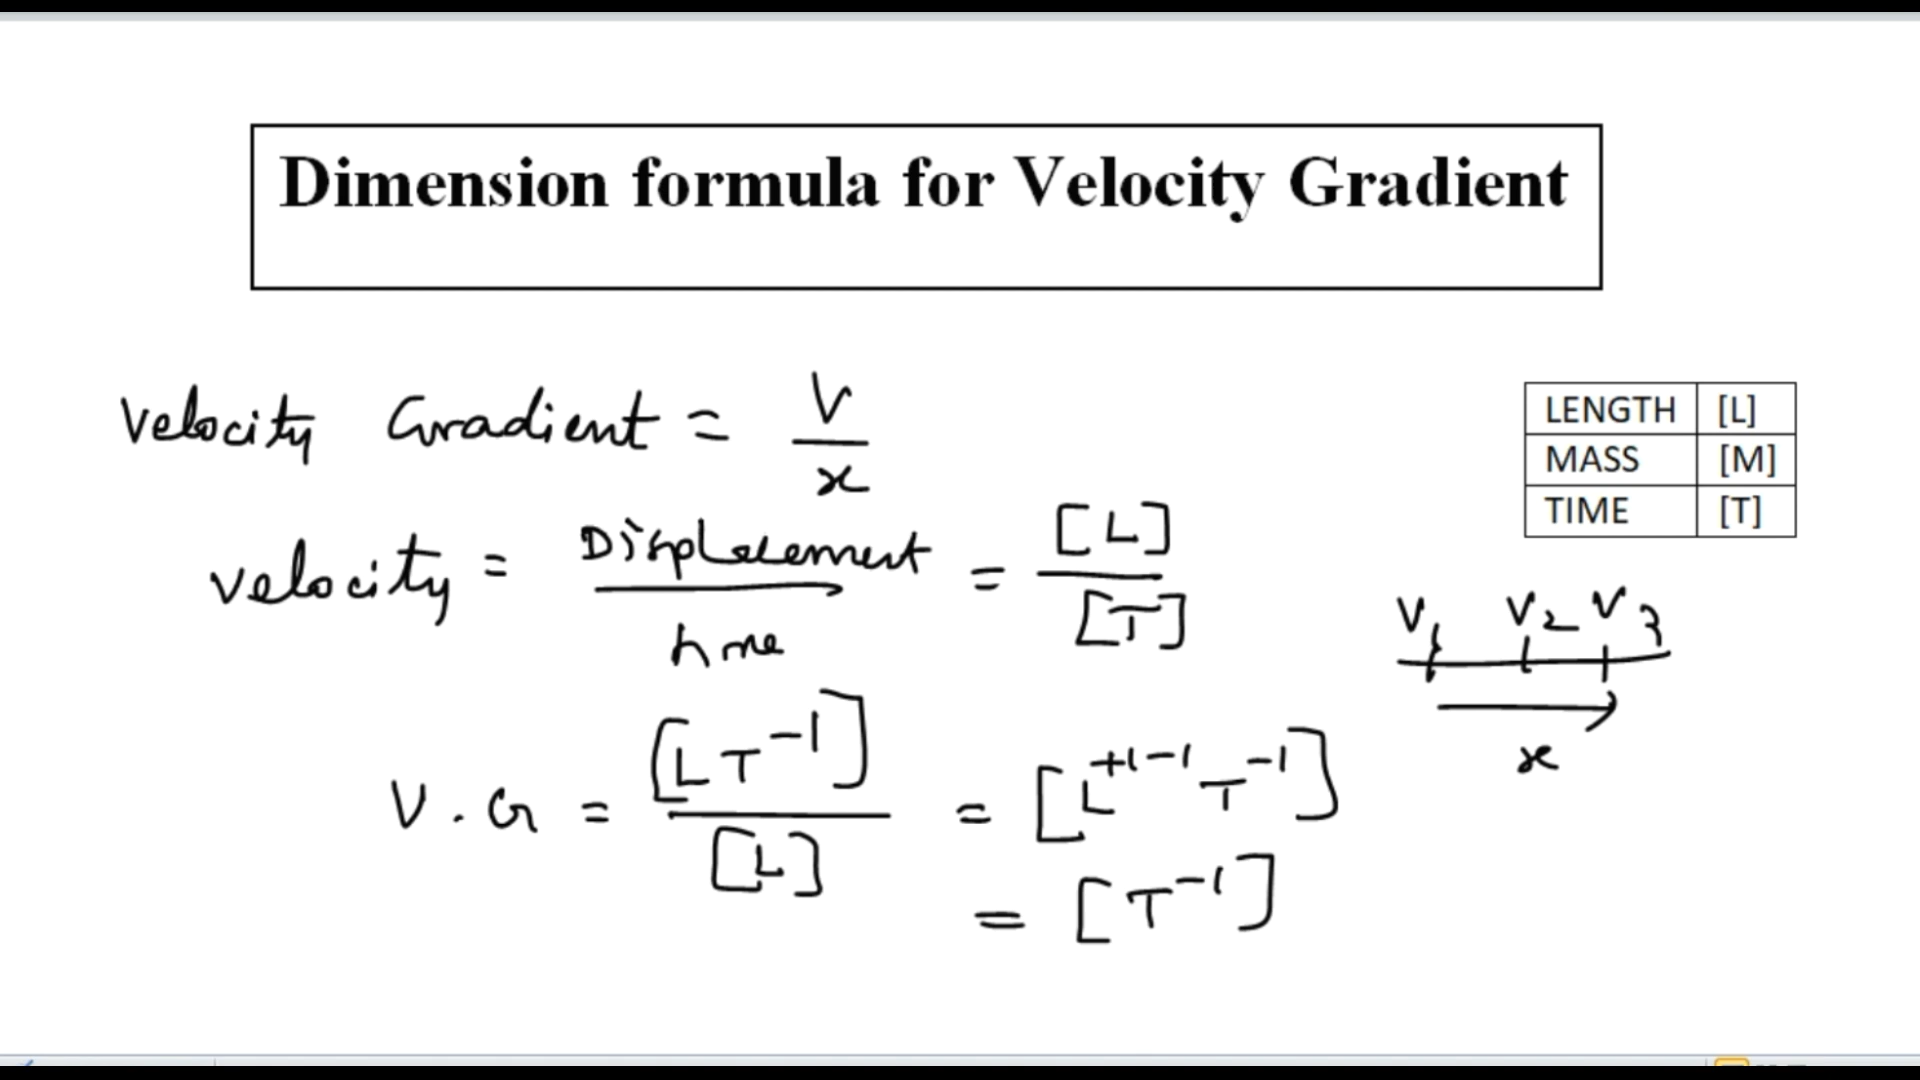 Dimension formula for Velocity Gradient
Velocity Gradient = V / x
LENGTH [L]
MASS [M]
TIME [T]
velocity = Displacement / time = [L] / [T]
V1 V2 V3
x
V.G = [LT⁻¹] / [L] = [L⁺¹⁻¹T⁻¹]
= [T⁻¹]